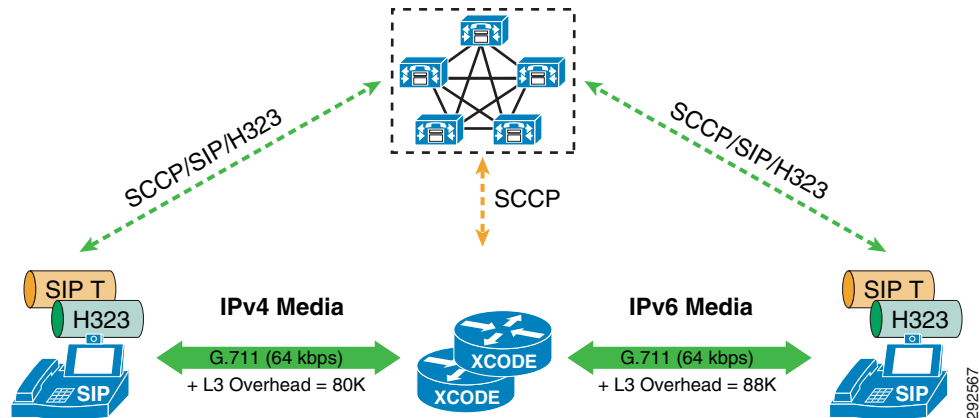 SCCP/SIP/H323
SCCP/SIP/H323
SCCP
SIP T
H323
SIP
IPv4 Media
G.711 (64 kbps)
+ L3 Overhead = 80K
XCODE
XCODE
IPv6 Media
G.711 (64 kbps)
+ L3 Overhead = 88K
SIP T
H323
SIP
292567